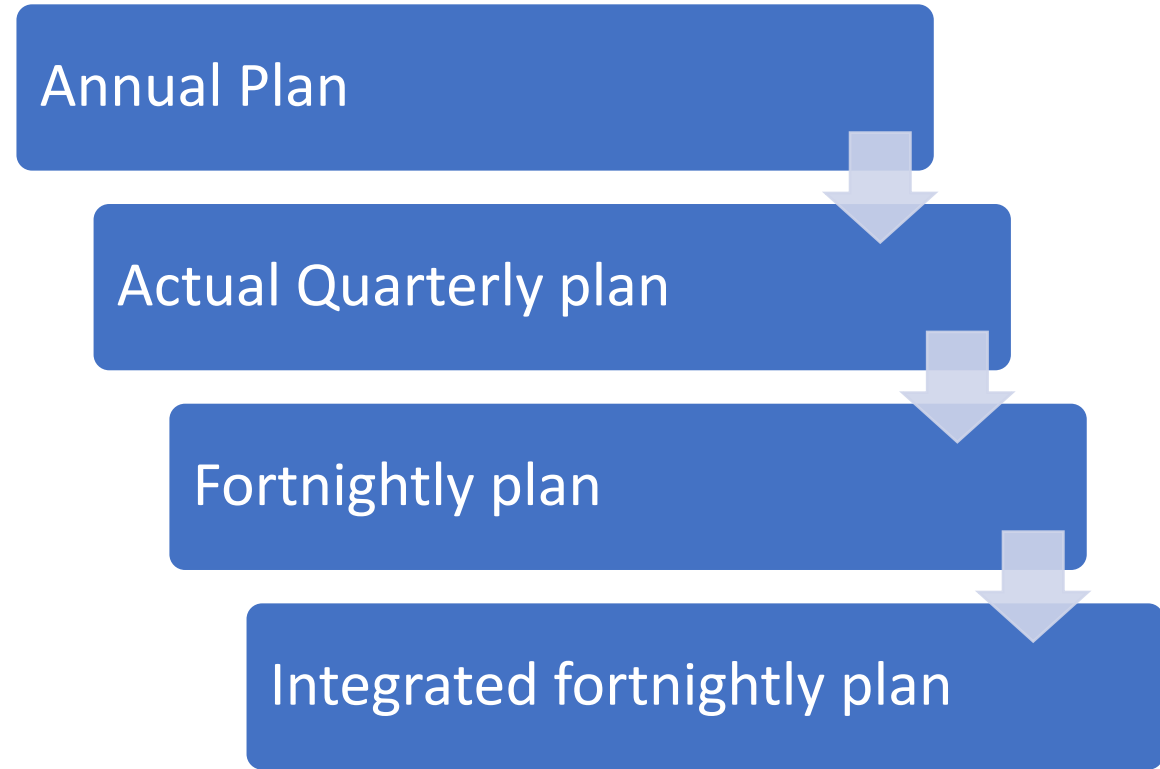 Annual Plan
Actual Quarterly plan
Fortnightly plan
Integrated fortnightly plan